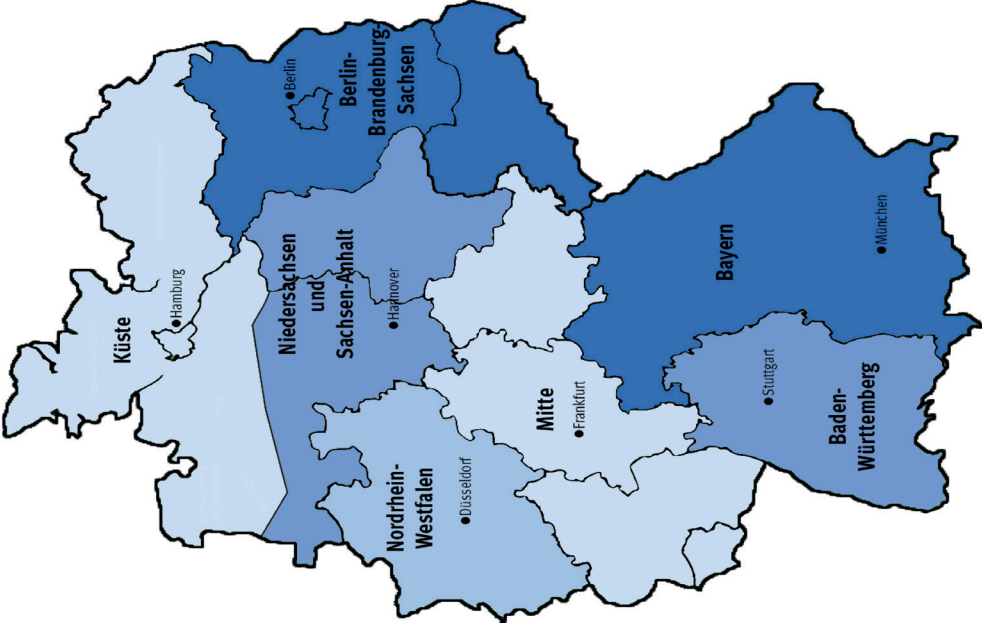 Küste
Hamburg
Berlin
Berlin-
Brandenburg-
Sachsen
Niedersachsen
und
Sachsen-Anhalt
Hannover
Nordrhein-
Westfalen
Düsseldorf
Mitte
Frankfurt
Bayern
München
Stuttgart
Baden-
Württemberg